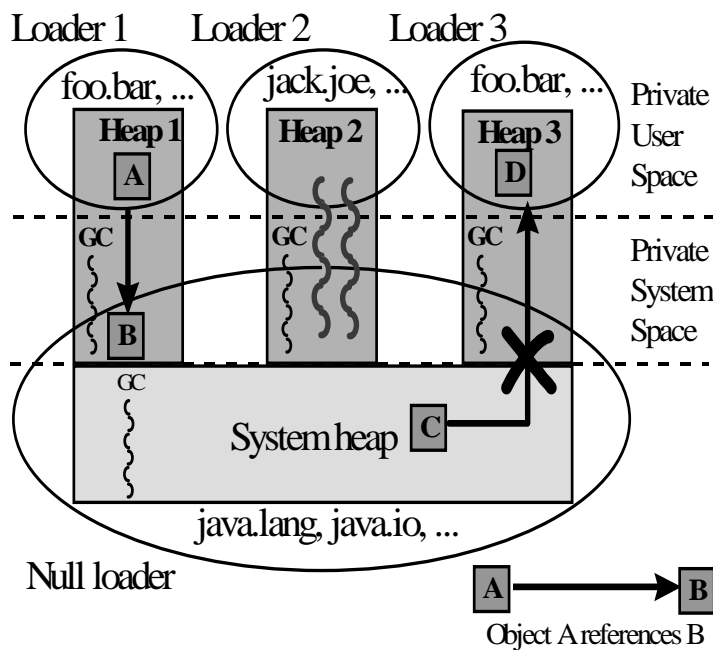 Loader 1 Loader 2 Loader 3
foo.bar, ... jack.joe, ... foo.bar, ...
Private
User
Space
Heap 1 Heap 2 Heap 3
A
D
GC GC GC
Private
System
Space
B
GC
System heap
C
java.lang, java.io, ...
Null loader
A B
Object A references B